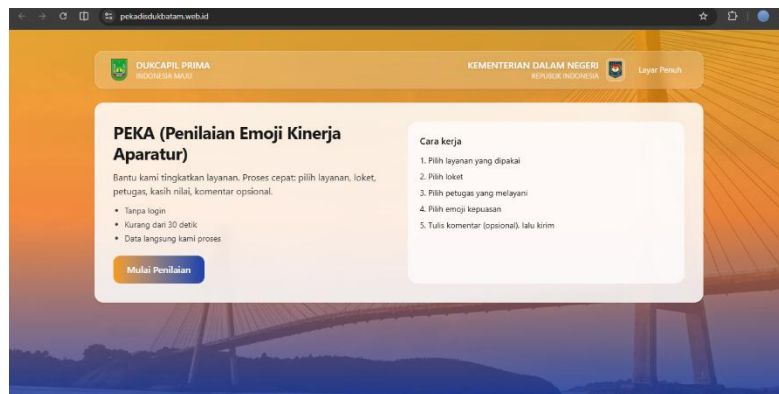 pekadisdukbatam.web.id
DUKCAPIL PRIMA
INDONESIA MAJU
KEMENTERIAN DALAM NEGERI
REPUBLIK INDONESIA
Layar Penuh
PEKA (Penilaian Emoji Kinerja
Aparatur)
Bantu kami tingkatkan layanan. Proses cepat: pilih layanan, loket,
petugas, kasih nilai, komentar opsional.
• Tanpa login
• Kurang dari 30 detik
• Data langsung kami proses
Mulai Penilaian
Cara kerja
1. Pilih layanan yang dipakai
2. Pilih loket
3. Pilih petugas yang melayani
4. Pilih emoji kepuasan
5. Tulis komentar (opsional), lalu kirim